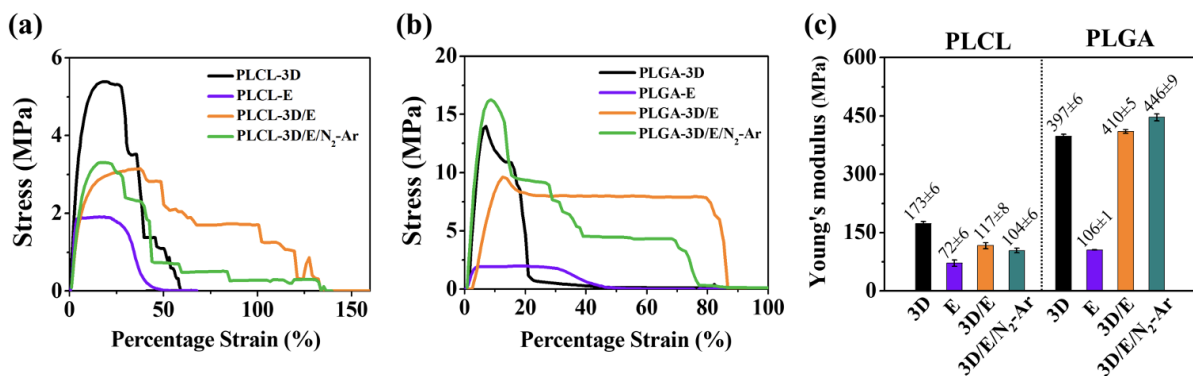 (a)
6
4
2
0
Stress (MPa)
0 50 100 150
Percentage Strain (%)
PLCL-3D
PLCL-E
PLCL-3D/E
PLCL-3D/E/N₂-Ar
(b)
20
15
10
5
0
Stress (MPa)
0 20 40 60 80 100
Percentage Strain (%)
PLGA-3D
PLGA-E
PLGA-3D/E
PLGA-3D/E/N₂-Ar
(c)
PLCL PLGA
600
450
300
150
0
Young's modulus (MPa)
173±6
72±6
117±8
104±6
397±6
106±1
410±5
446±9
3D
E
3D/E
3D/E/N₂-Ar
3D
E
3D/E
3D/E/N₂-Ar